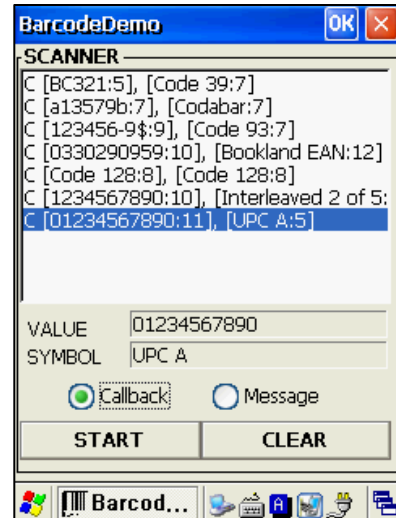 BarcodeDemo OK
SCANNER
C [BC321:5], [Code 39:7]
C [a13579b:7], [Codabar:7]
C [123456-9$:9], [Code 93:7]
C [0330290959:10], [Bookland EAN:12]
C [Code 128:8], [Code 128:8]
C [1234567890:10], [Interleaved 2 of 5:
C [01234567890:11], [UPC A:5]
VALUE 01234567890
SYMBOL UPC A
Callback Message
START CLEAR
Barcod... A